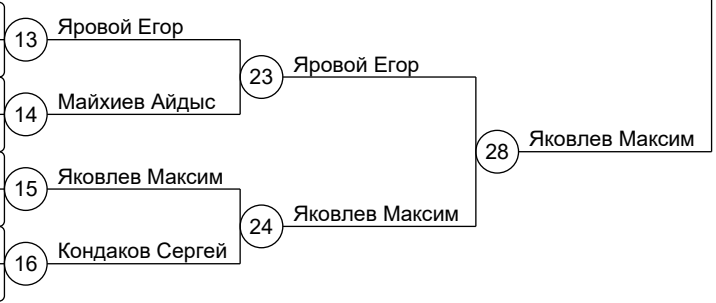 13
Яровой Егор
14
Майхиев Айдыс
15
Яковлев Максим
16
Кондаков Сергей
23
Яровой Егор
24
Яковлев Максим
28
Яковлев Максим